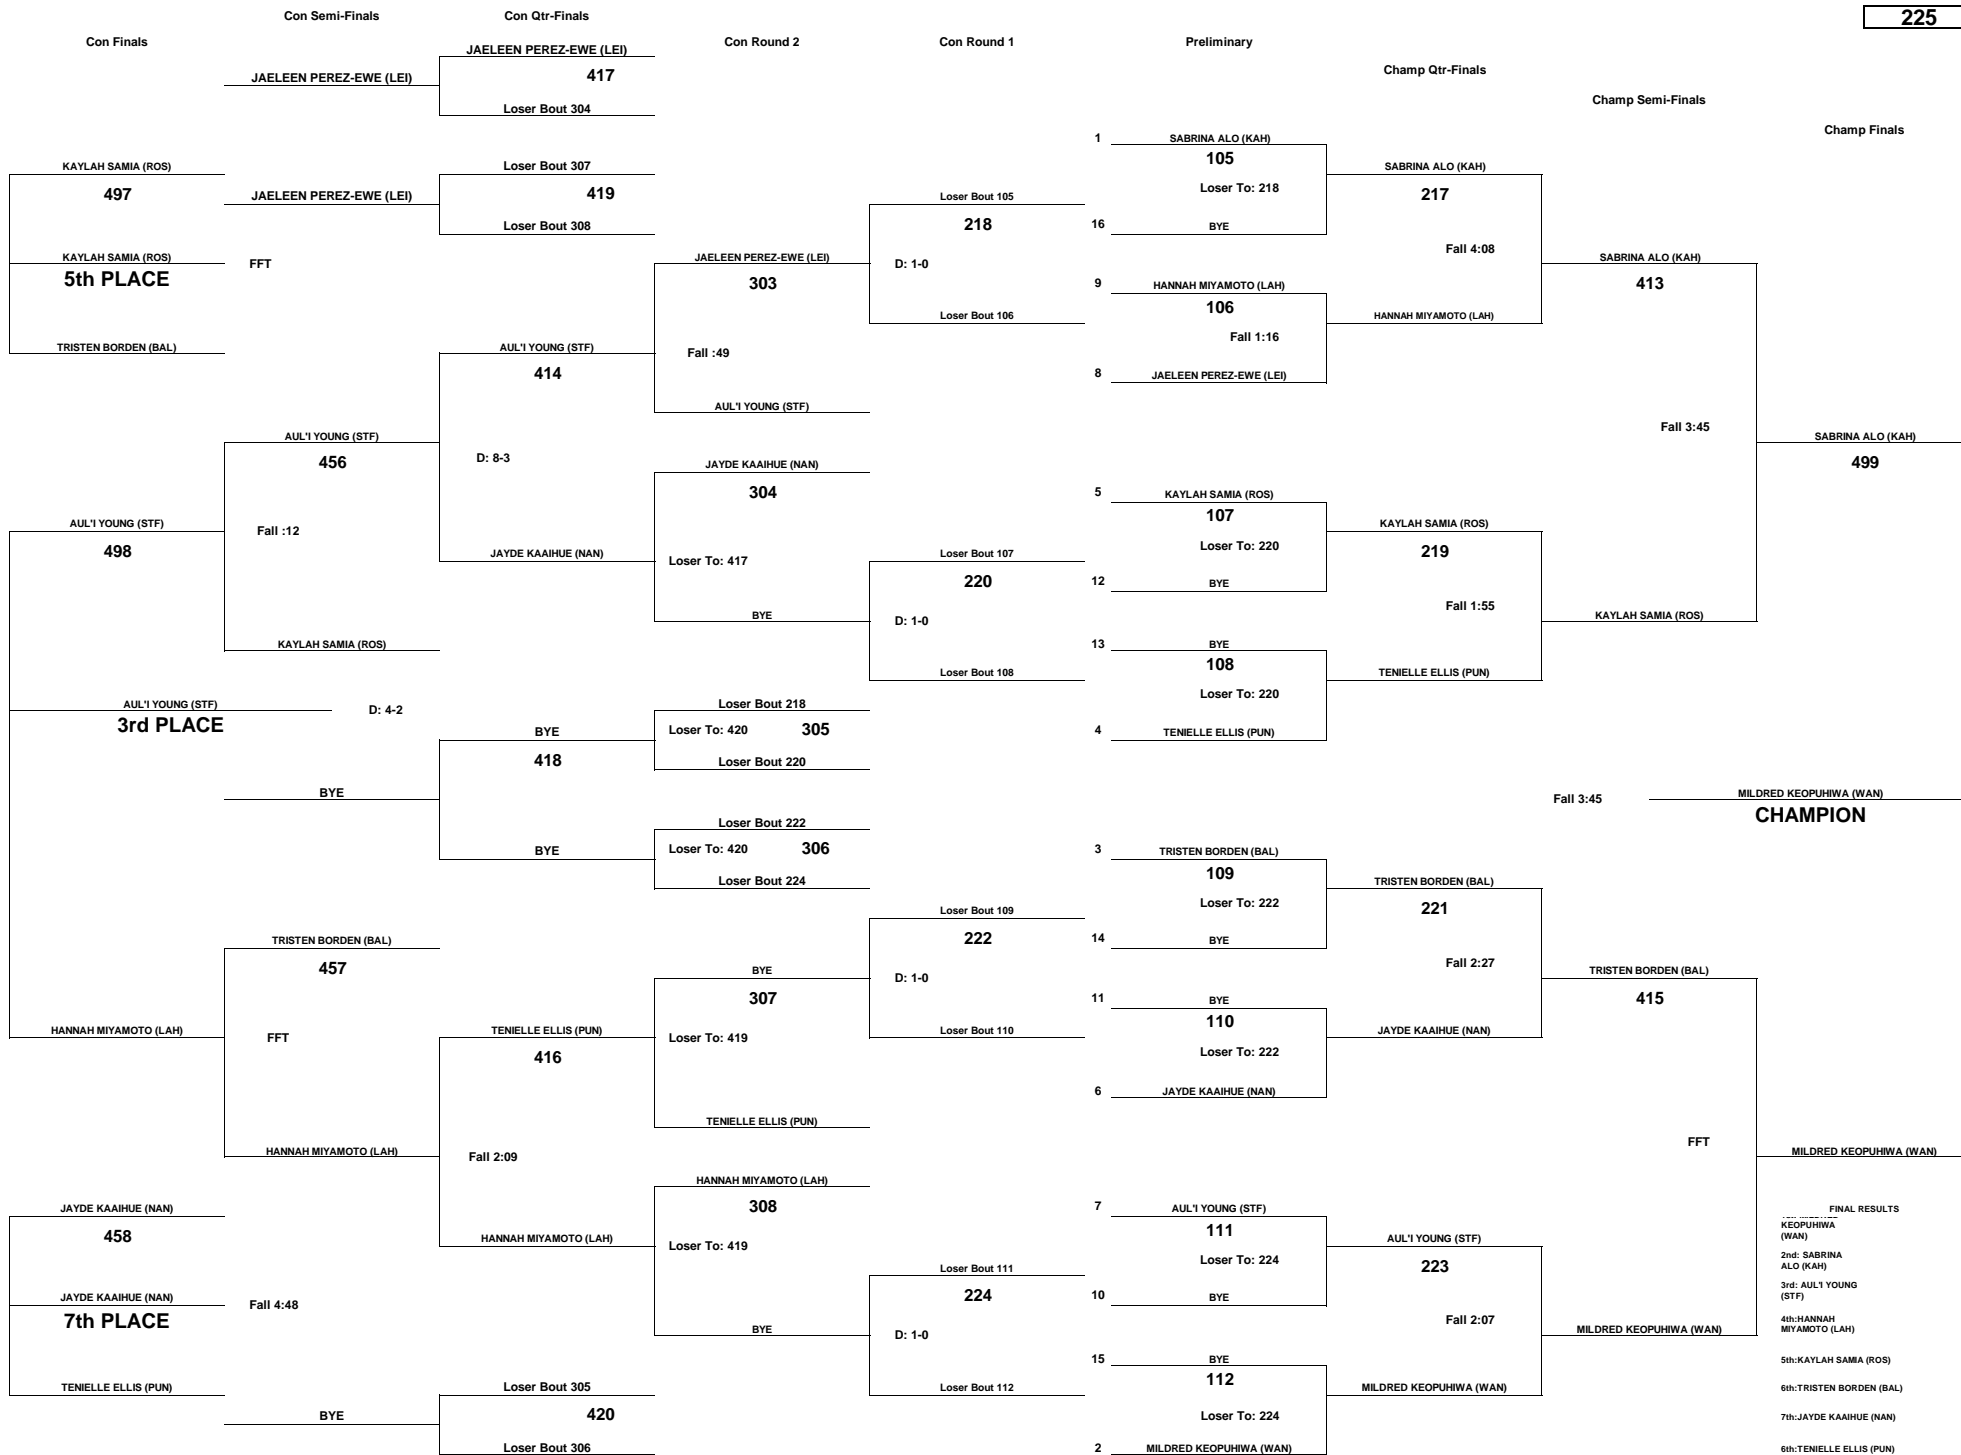 225
Con Semi-Finals
Con Qtr-Finals
Con Finals
Con Round 2
Con Round 1
Preliminary
Champ Qtr-Finals
Champ Semi-Finals
Champ Finals
JAELEEN PEREZ-EWE (LEI)
417
JAELEEN PEREZ-EWE (LEI)
Loser Bout 304
KAYLAH SAMIA (ROS)
497
KAYLAH SAMIA (ROS)
5th PLACE
FFT
TRISTEN BORDEN (BAL)
Loser Bout 307
419
JAELEEN PEREZ-EWE (LEI)
Loser Bout 308
JAELEEN PEREZ-EWE (LEI)
303
Fall :49
AUL'I YOUNG (STF)
Loser Bout 105
218
D: 1-0
Loser Bout 106
1
SABRINA ALO (KAH)
105
Loser To: 218
16
BYE
9
HANNAH MIYAMOTO (LAH)
106
Fall 1:16
8
JAELEEN PEREZ-EWE (LEI)
SABRINA ALO (KAH)
217
Fall 4:08
HANNAH MIYAMOTO (LAH)
SABRINA ALO (KAH)
413
Fall 3:45
SABRINA ALO (KAH)
499
AUL'I YOUNG (STF)
414
D: 8-3
JAYDE KAAIHUE (NAN)
AUL'I YOUNG (STF)
456
Fall :12
KAYLAH SAMIA (ROS)
AUL'I YOUNG (STF)
498
JAYDE KAAIHUE (NAN)
304
Loser To: 417
BYE
Loser Bout 107
220
D: 1-0
Loser Bout 108
5
KAYLAH SAMIA (ROS)
107
Loser To: 220
12
BYE
13
BYE
108
Loser To: 220
4
TENIELLE ELLIS (PUN)
KAYLAH SAMIA (ROS)
219
Fall 1:55
TENIELLE ELLIS (PUN)
KAYLAH SAMIA (ROS)
AUL'I YOUNG (STF)
3rd PLACE
D: 4-2
Loser Bout 218
Loser To: 420
305
Loser Bout 220
BYE
418
BYE
BYE
Loser Bout 222
Loser To: 420
306
Loser Bout 224
Fall 3:45
MILDRED KEOPUHIWA (WAN)
CHAMPION
3
TRISTEN BORDEN (BAL)
109
Loser To: 222
14
BYE
11
BYE
110
Loser To: 222
6
JAYDE KAAIHUE (NAN)
TRISTEN BORDEN (BAL)
221
Fall 2:27
JAYDE KAAIHUE (NAN)
TRISTEN BORDEN (BAL)
415
FFT
MILDRED KEOPUHIWA (WAN)
Loser Bout 109
222
D: 1-0
Loser Bout 110
BYE
307
Loser To: 419
TENIELLE ELLIS (PUN)
TRISTEN BORDEN (BAL)
457
FFT
HANNAH MIYAMOTO (LAH)
HANNAH MIYAMOTO (LAH)
TENIELLE ELLIS (PUN)
416
Fall 2:09
HANNAH MIYAMOTO (LAH)
HANNAH MIYAMOTO (LAH)
308
Loser To: 419
BYE
Loser Bout 111
224
D: 1-0
Loser Bout 112
7
AUL'I YOUNG (STF)
111
Loser To: 224
10
BYE
15
BYE
112
Loser To: 224
2
MILDRED KEOPUHIWA (WAN)
AUL'I YOUNG (STF)
223
Fall 2:07
MILDRED KEOPUHIWA (WAN)
MILDRED KEOPUHIWA (WAN)
JAYDE KAAIHUE (NAN)
458
JAYDE KAAIHUE (NAN)
7th PLACE
Fall 4:48
TENIELLE ELLIS (PUN)
Loser Bout 305
420
BYE
Loser Bout 306
FINAL RESULTS
KEOPUHIWA
(WAN)
2nd: SABRINA
ALO (KAH)
3rd: AUL'I YOUNG
(STF)
4th:HANNAH
MIYAMOTO (LAH)
5th:KAYLAH SAMIA (ROS)
6th:TRISTEN BORDEN (BAL)
7th:JAYDE KAAIHUE (NAN)
6th:TENIELLE ELLIS (PUN)